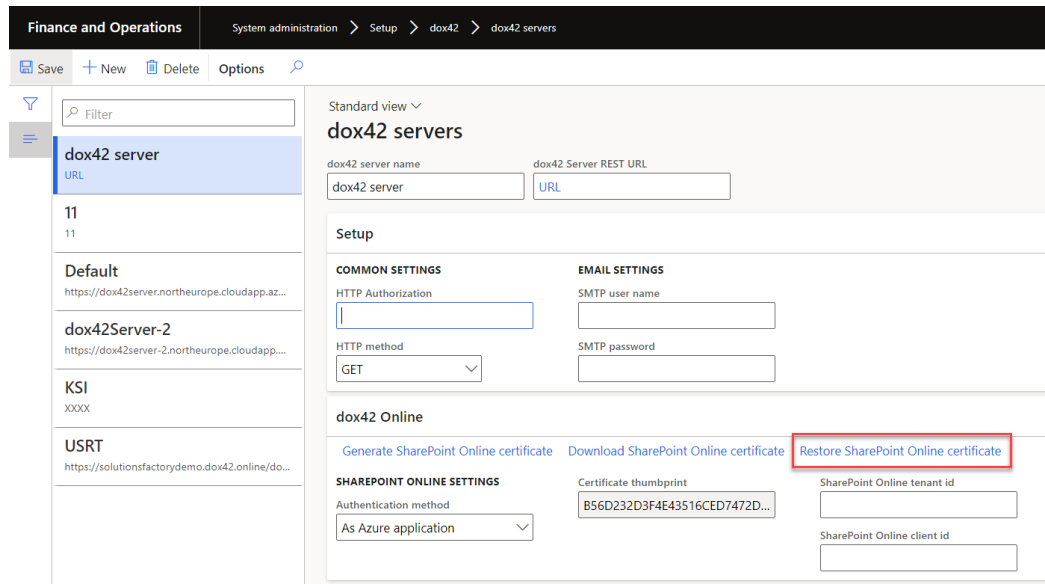 Finance and Operations System administration Setup dox42 dox42 servers
Save New Delete Options
Filter
dox42 server
URL
11
11
Default
https://dox42server.northeurope.cloudapp.az...
dox42Server-2
https://dox42server-2.northeurope.cloudapp....
KSI
XXXX
USRT
https://solutionsfactorydemo.dox42.online/do...
Standard view
dox42 servers
dox42 server name dox42 Server REST URL
dox42 server URL
Setup
COMMON SETTINGS EMAIL SETTINGS
HTTP Authorization SMTP user name
HTTP method SMTP password
GET
dox42 Online
Generate SharePoint Online certificate Download SharePoint Online certificate Restore SharePoint Online certificate
SHAREPOINT ONLINE SETTINGS Certificate thumbprint SharePoint Online tenant id
Authentication method B56D232D3F4E43516CED7472D...
As Azure application
SharePoint Online client id